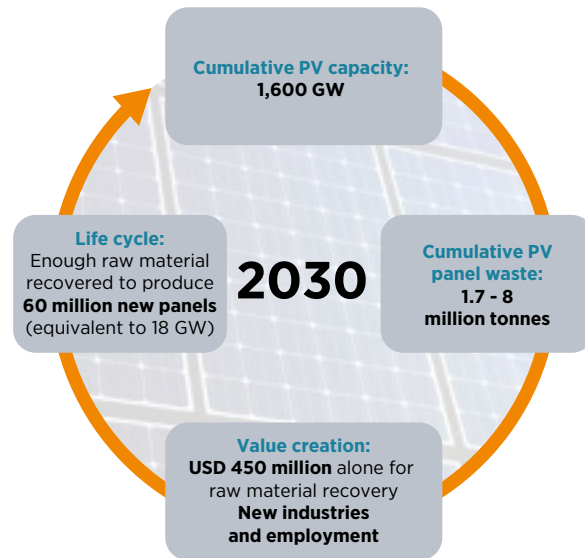 Cumulative PV capacity:
1,600 GW
Life cycle:
Enough raw material
recovered to produce
60 million new panels
(equivalent to 18 GW)
2030
Cumulative PV
panel waste:
1.7 - 8
million tonnes
Value creation:
USD 450 million alone for
raw material recovery
New industries
and employment